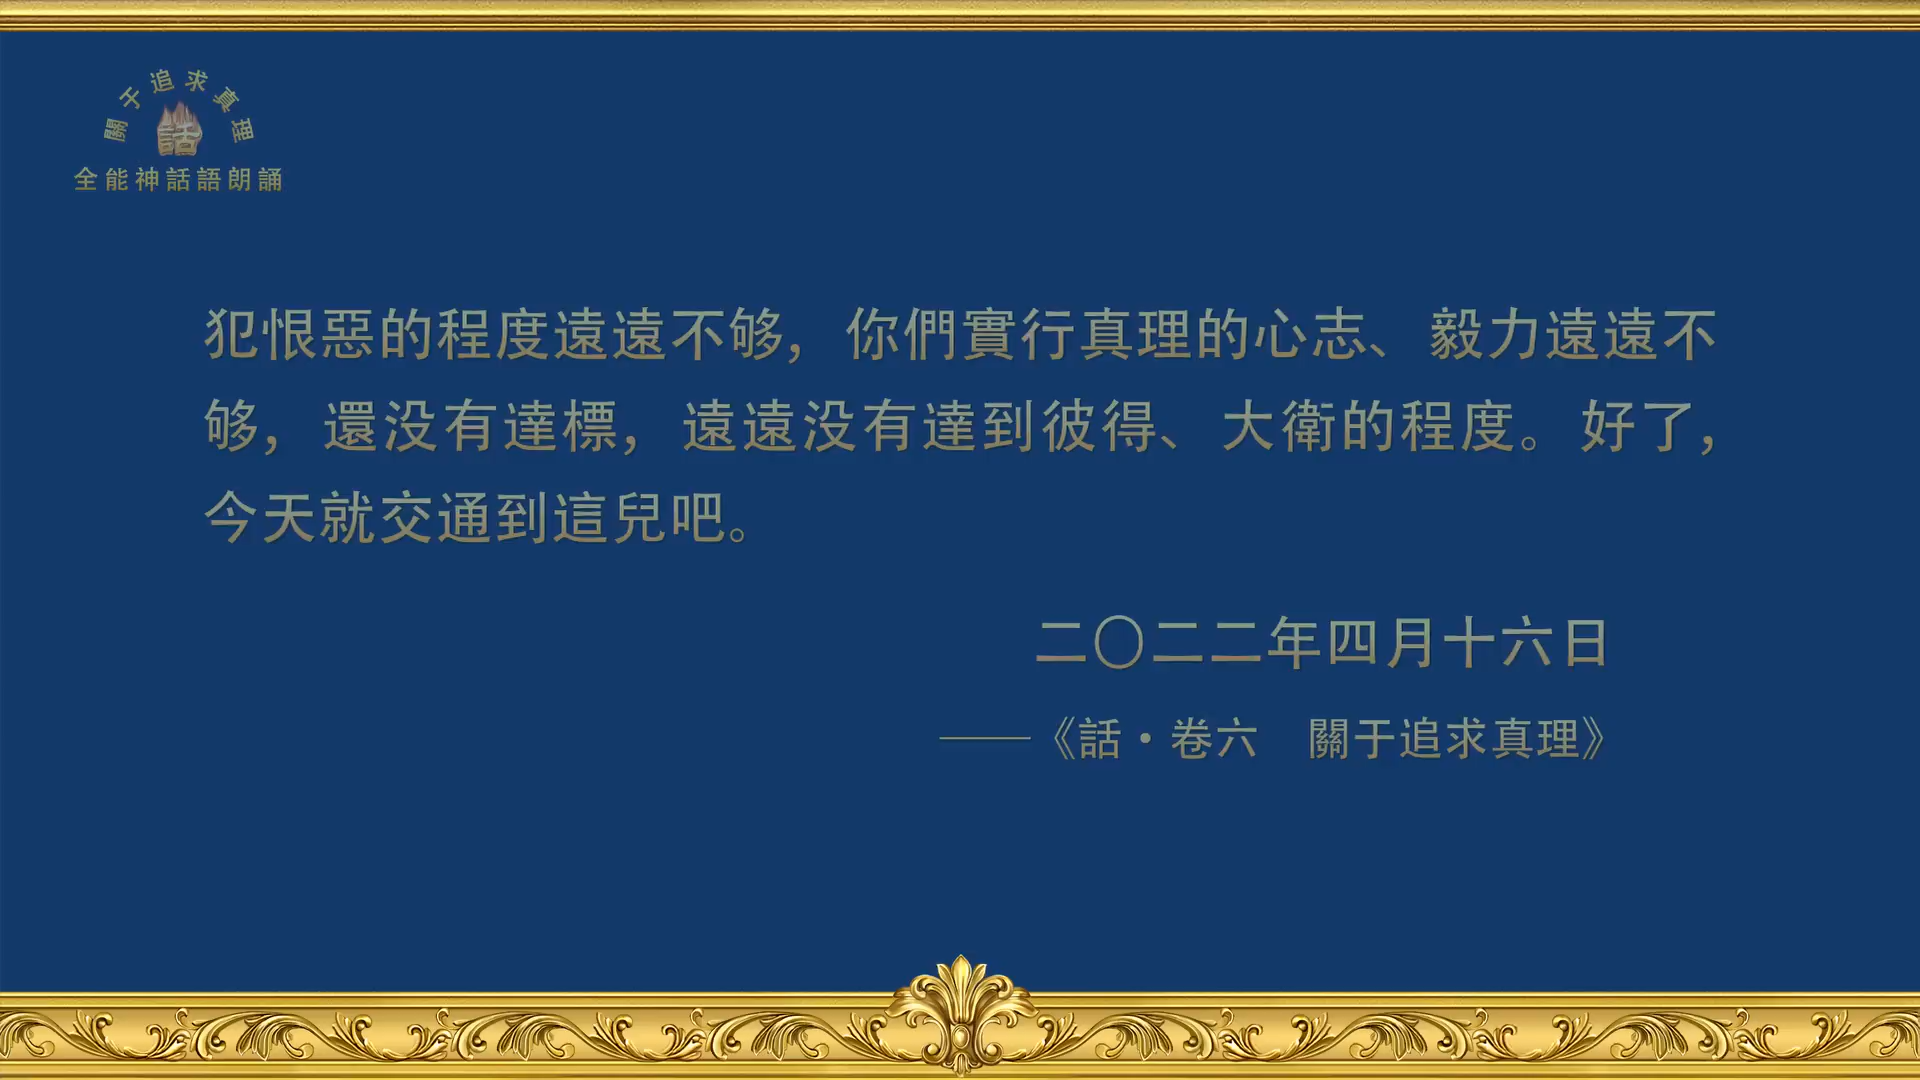 關于追求真理
話
全能神話語朗誦
犯恨惡的程度遠遠不够，你們實行真理的心志、毅力遠遠不
够，還没有達標，遠遠没有達到彼得、大衛的程度。好了，
今天就交通到這兒吧。
二〇二二年四月十六日
——《話・卷六　關于追求真理》